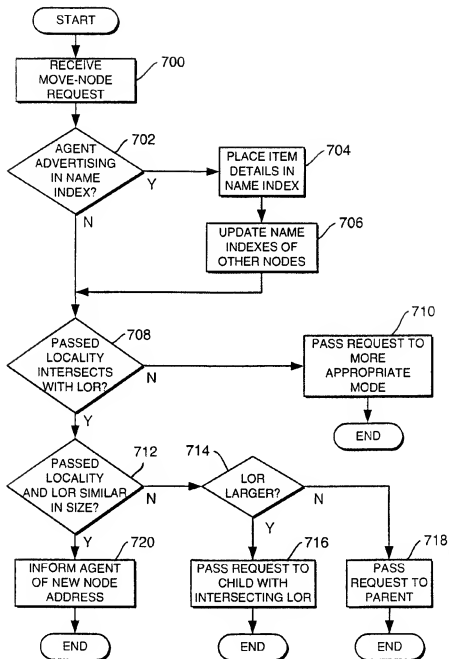 START
RECEIVE
MOVE-NODE
REQUEST
700
AGENT
ADVERTISING
IN NAME
INDEX?
702
Y
N
PLACE ITEM
DETAILS IN
NAME INDEX
704
UPDATE NAME
INDEXES OF
OTHER NODES
706
PASSED
LOCALITY
INTERSECTS
WITH LOR?
708
N
Y
PASS REQUEST TO
MORE
APPROPRIATE
MODE
710
END
PASSED
LOCALITY
AND LOR SIMILAR
IN SIZE?
712
N
Y
LOR
LARGER?
714
N
Y
INFORM AGENT
OF NEW NODE
ADDRESS
720
PASS REQUEST TO
CHILD WITH
INTERSECTING LOR
716
PASS
REQUEST TO
PARENT
718
END
END
END